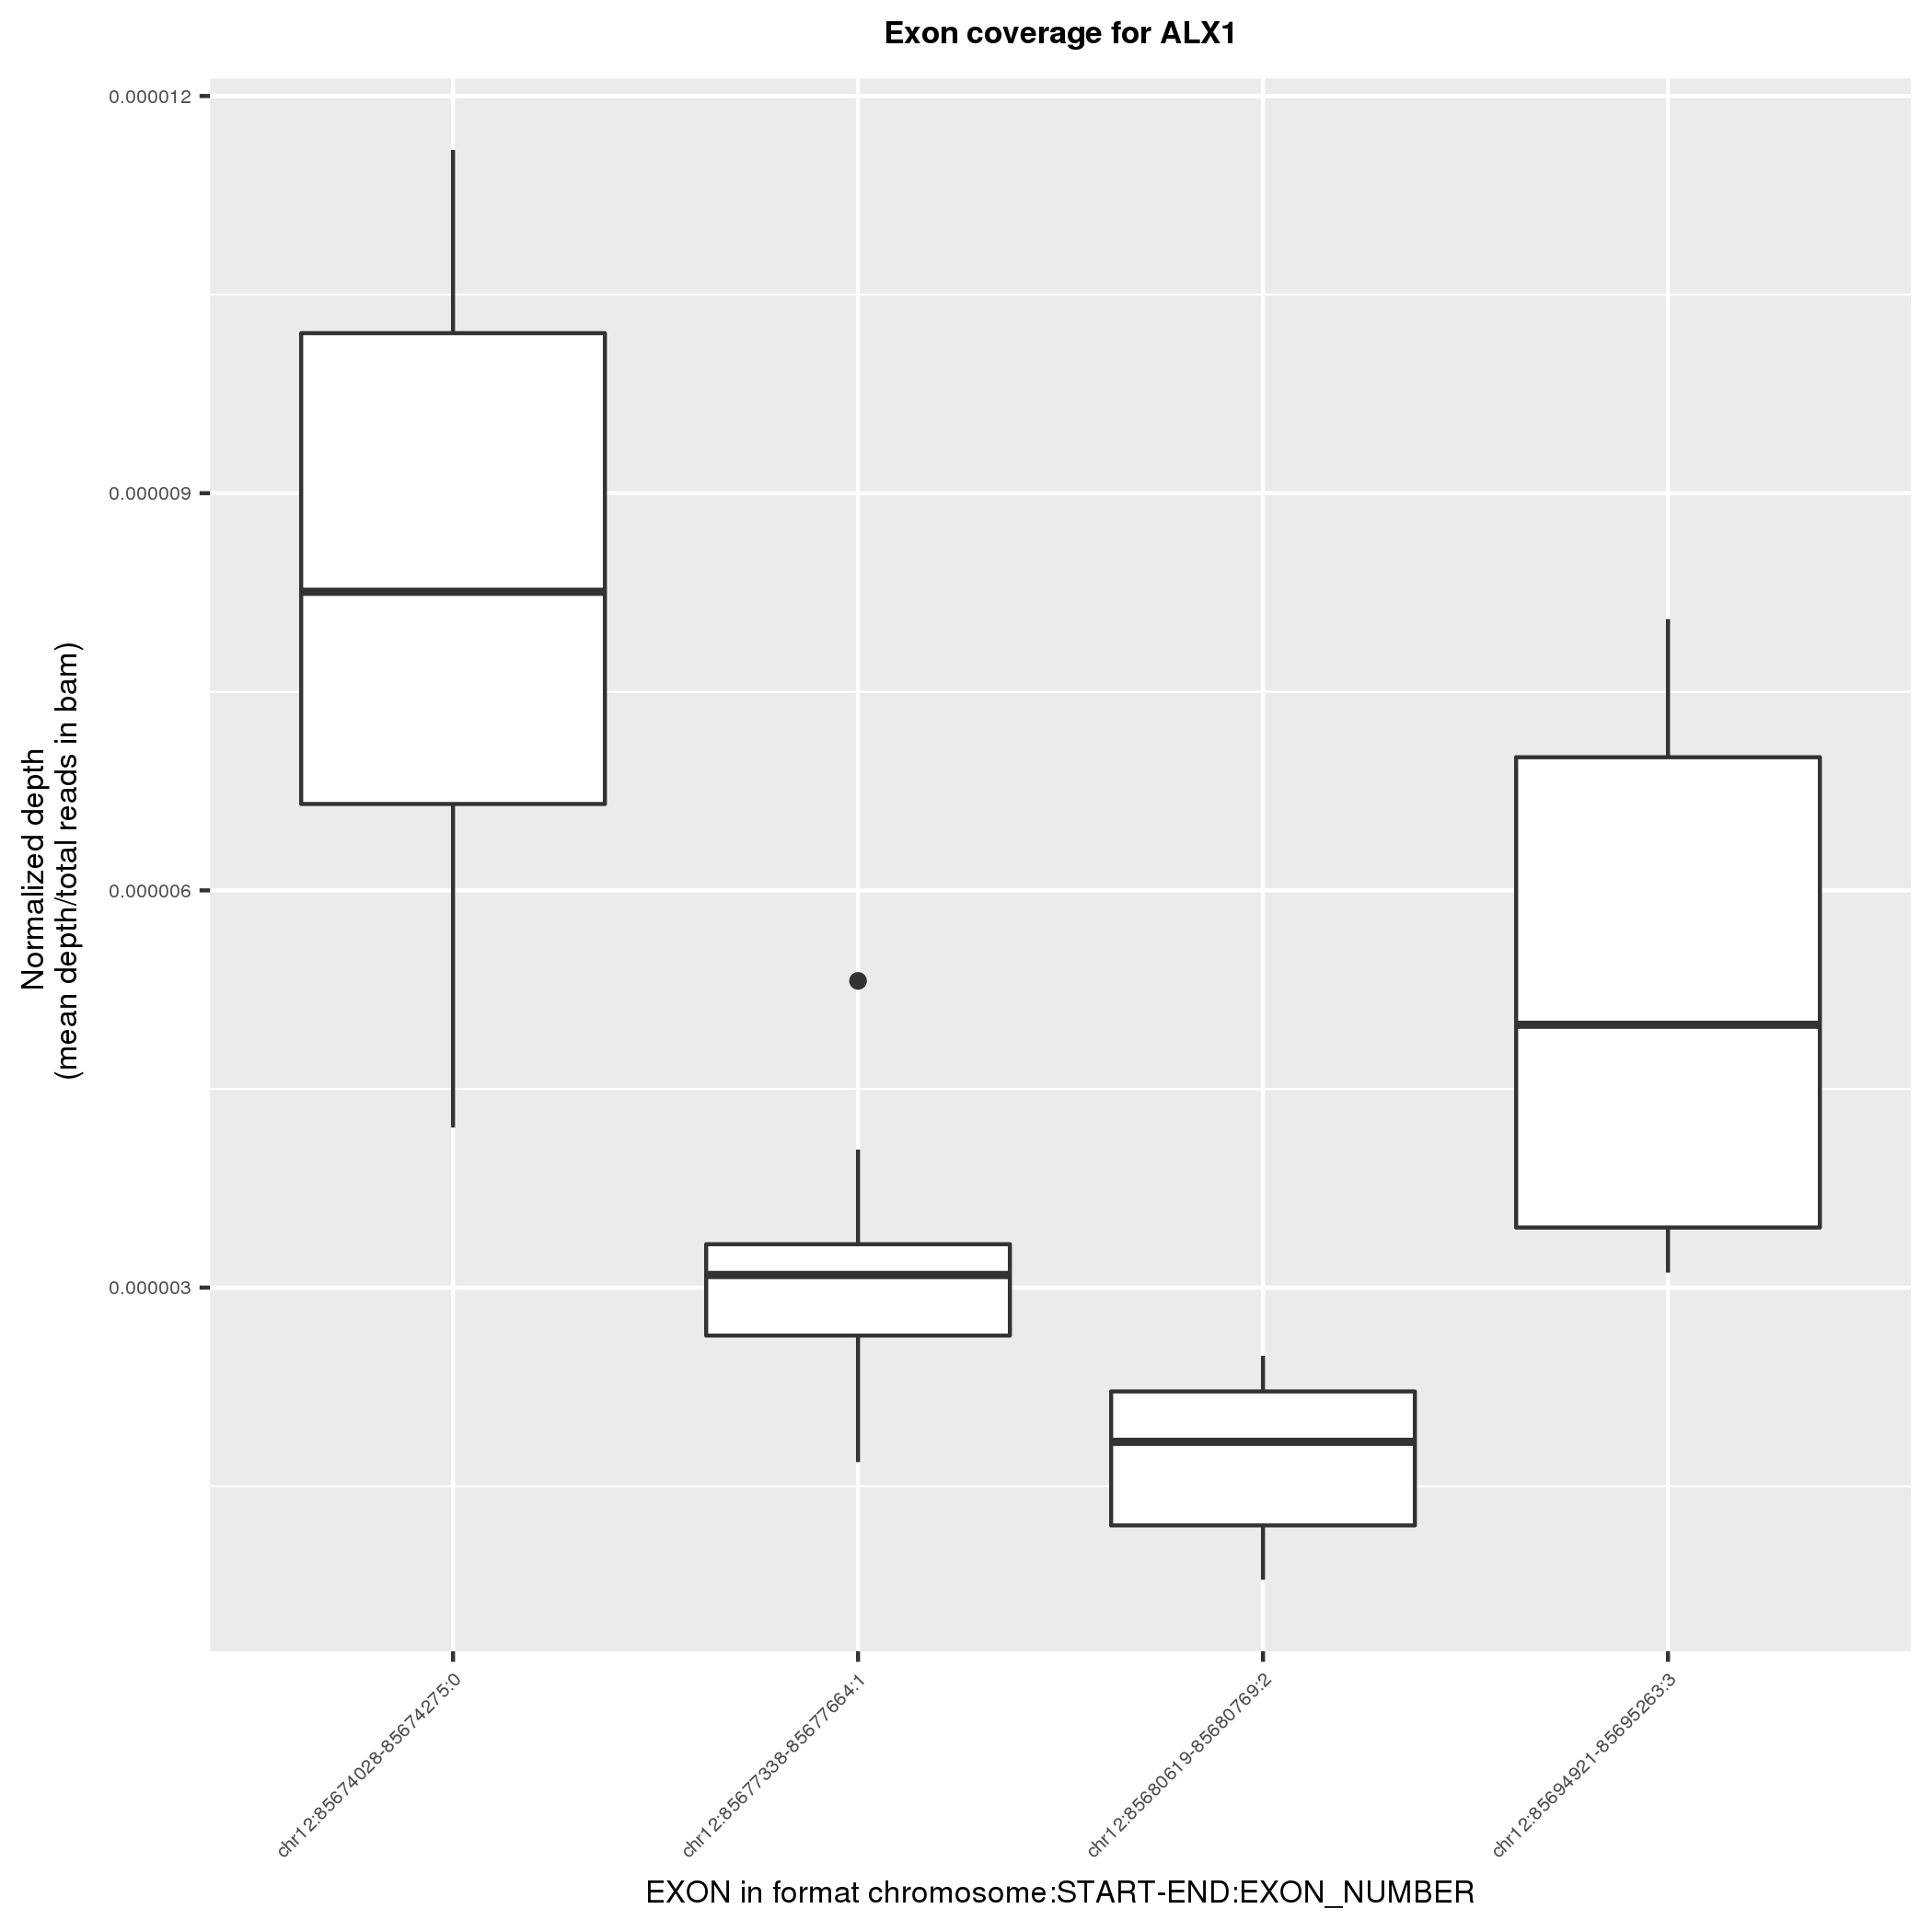 Exon coverage for ALX1
0.000012
0.000009
0.000006
0.000003
Normalized depth
(mean depth/total reads in bam)
chr12:85674028-85674275:0
chr12:85677338-85677664:1
chr12:85680619-85680769:2
chr12:85694921-85695263:3
EXON in format chromosome:START-END:EXON_NUMBER